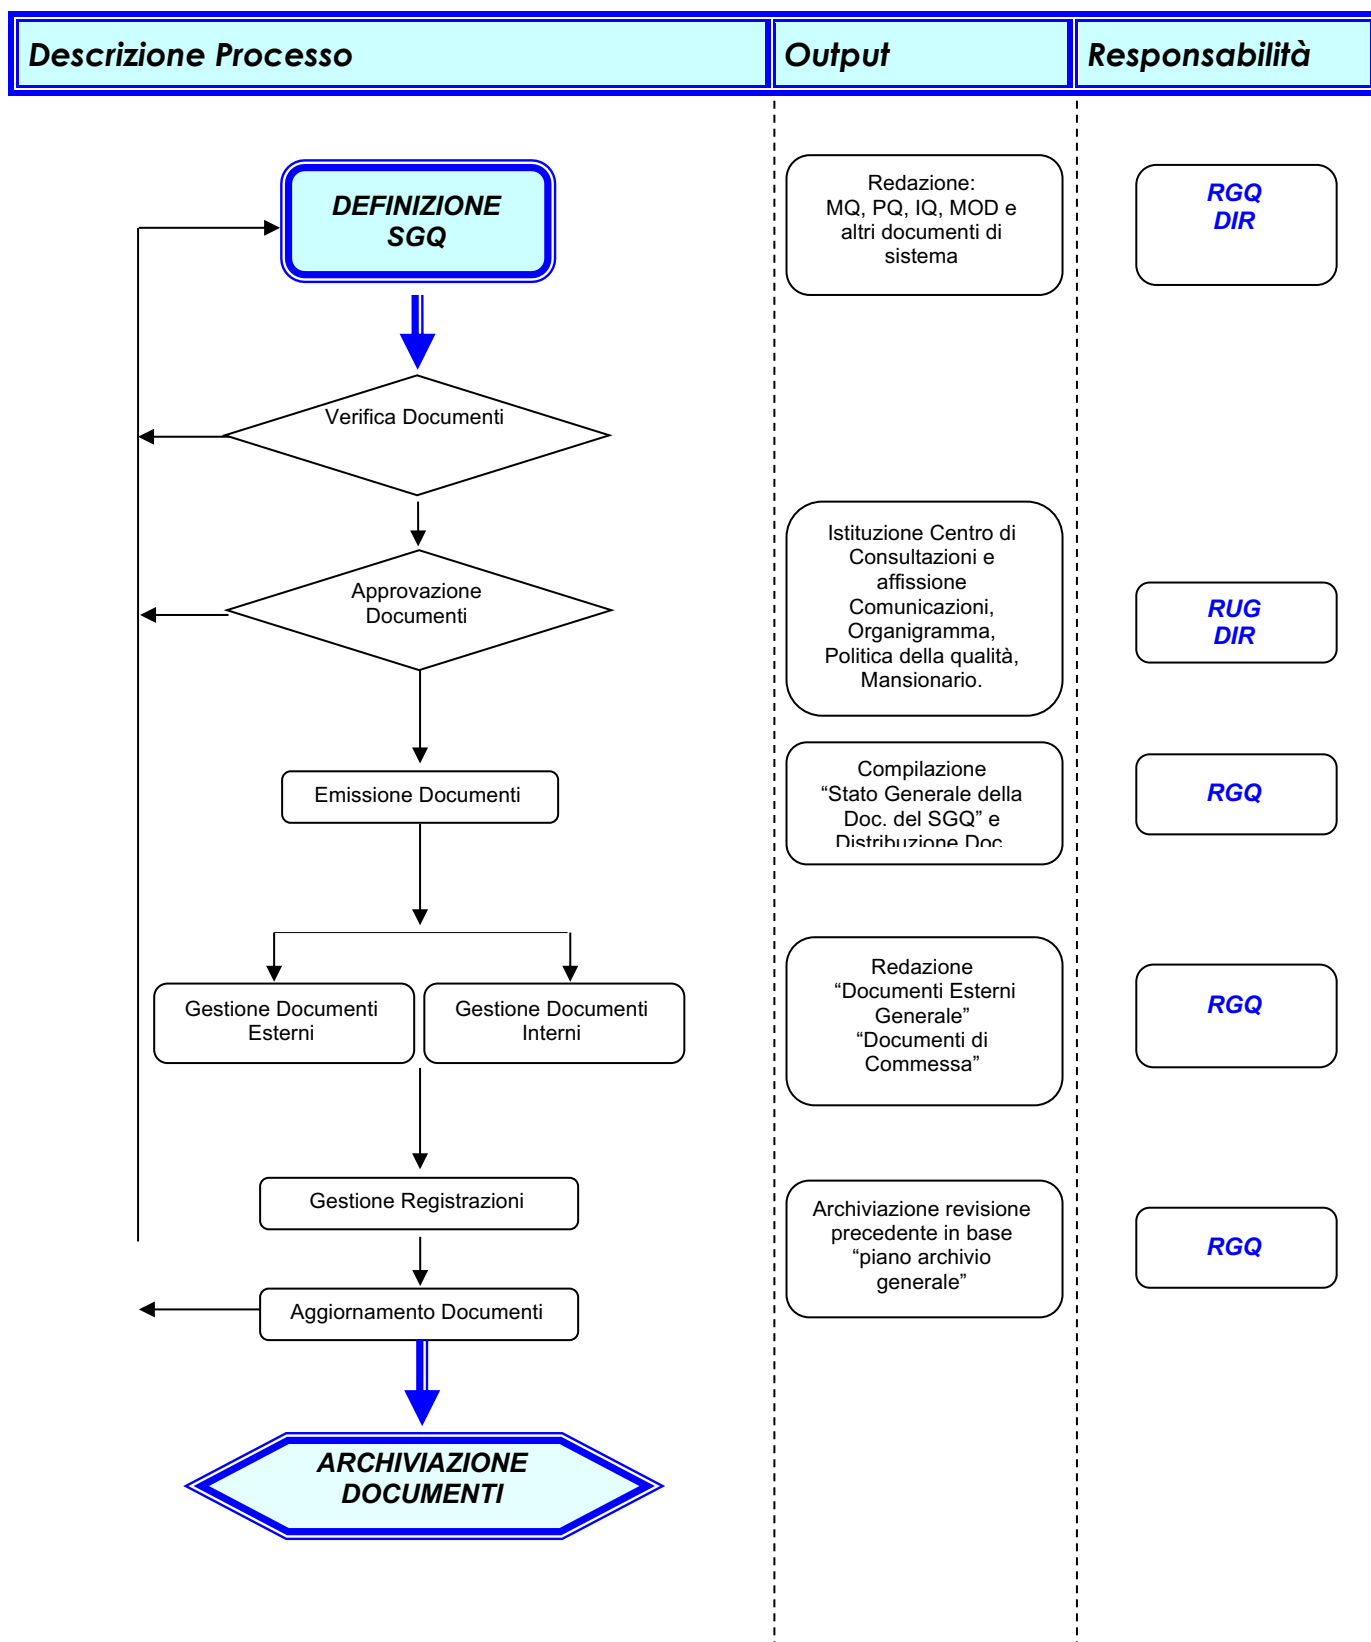 Descrizione Processo
Output
Responsabilità
DEFINIZIONE
SGQ
Redazione:
MQ, PQ, IQ, MOD e
altri documenti di
sistema
RGQ
DIR
Verifica Documenti
Approvazione
Documenti
Istituzione Centro di
Consultazioni e
affissione
Comunicazioni,
Organigramma,
Politica della qualità,
Mansionario.
RUG
DIR
Emissione Documenti
Compilazione
“Stato Generale della
Doc. del SGQ” e
Distribuzione Doc
RGQ
Gestione Documenti
Esterni
Gestione Documenti
Interni
Redazione
“Documenti Esterni
Generale”
“Documenti di
Commessa”
RGQ
Gestione Registrazioni
Archiviazione revisione
precedente in base
“piano archivio
generale”
RGQ
Aggiornamento Documenti
ARCHIVIAZIONE
DOCUMENTI